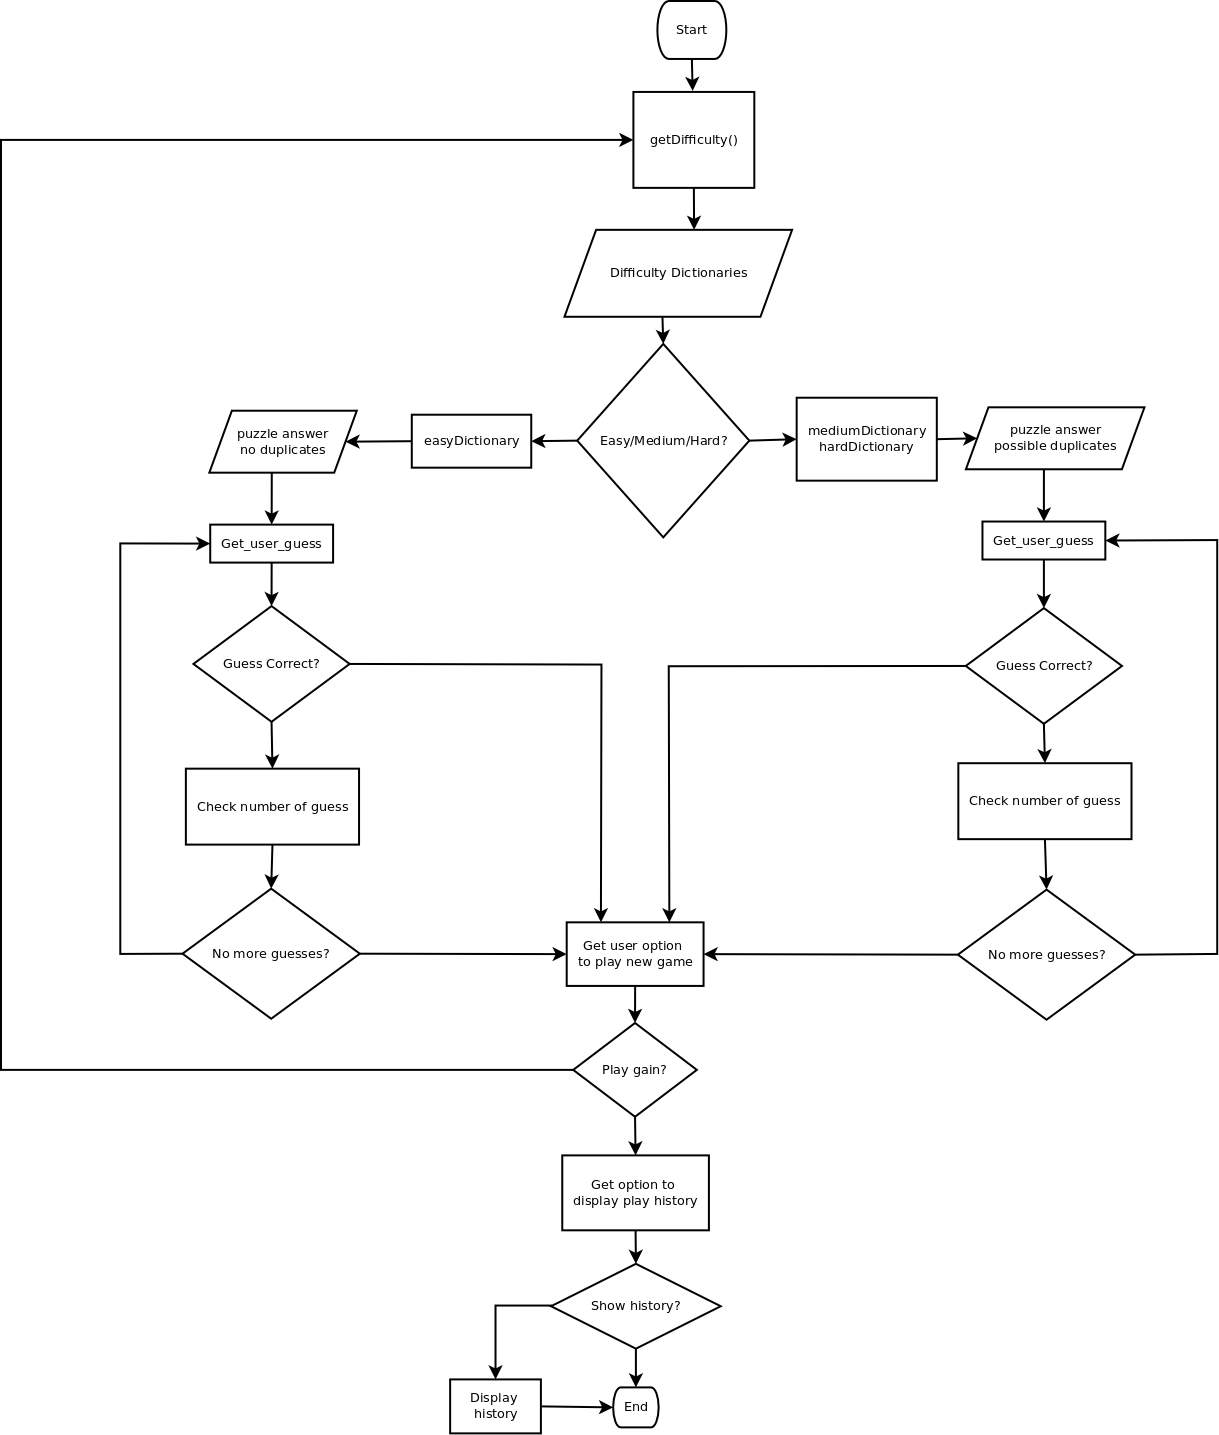 Start
getDifficulty()
Difficulty Dictionaries
Easy/Medium/Hard?
easyDictionary
puzzle answer
no duplicates
mediumDictionary
hardDictionary
puzzle answer
possible duplicates
Get_user_guess
Get_user_guess
Guess Correct?
Guess Correct?
Check number of guess
Check number of guess
No more guesses?
Get user option
to play new game
No more guesses?
Play gain?
Get option to
display play history
Show history?
Display
history
End